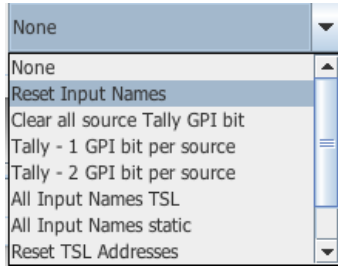 None
None
Reset Input Names
Clear all source Tally GPI bit
Tally - 1 GPI bit per source
Tally - 2 GPI bit per source
All Input Names TSL
All Input Names static
Reset TSL Addresses